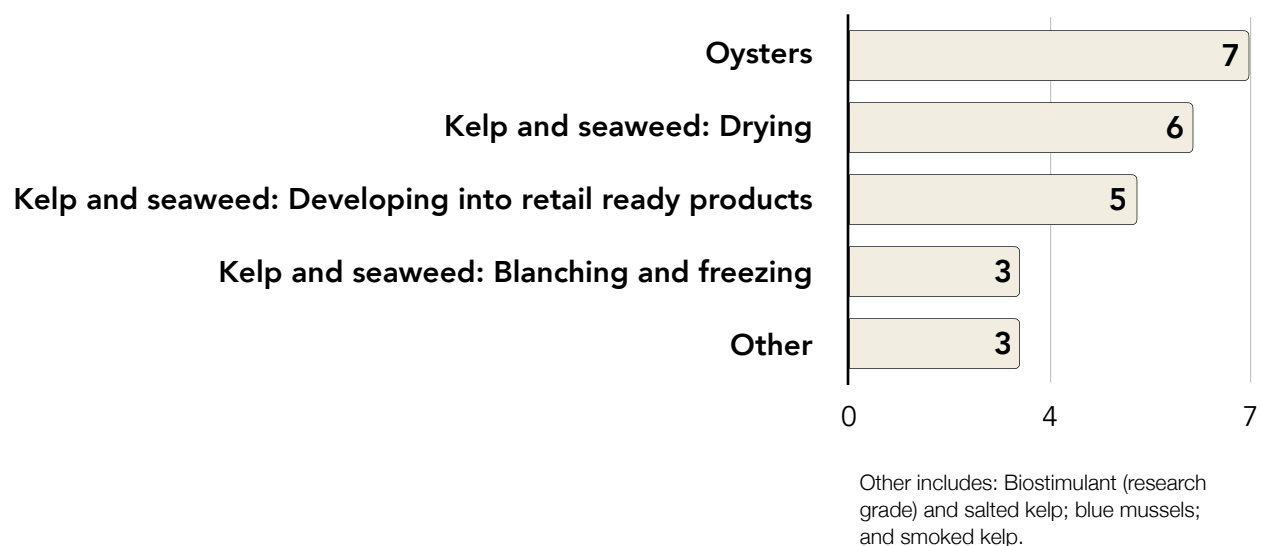 Oysters 7
Kelp and seaweed: Drying 6
Kelp and seaweed: Developing into retail ready products 5
Kelp and seaweed: Blanching and freezing 3
Other 3
0 4 7
Other includes: Biostimulant (research
grade) and salted kelp; blue mussels;
and smoked kelp.